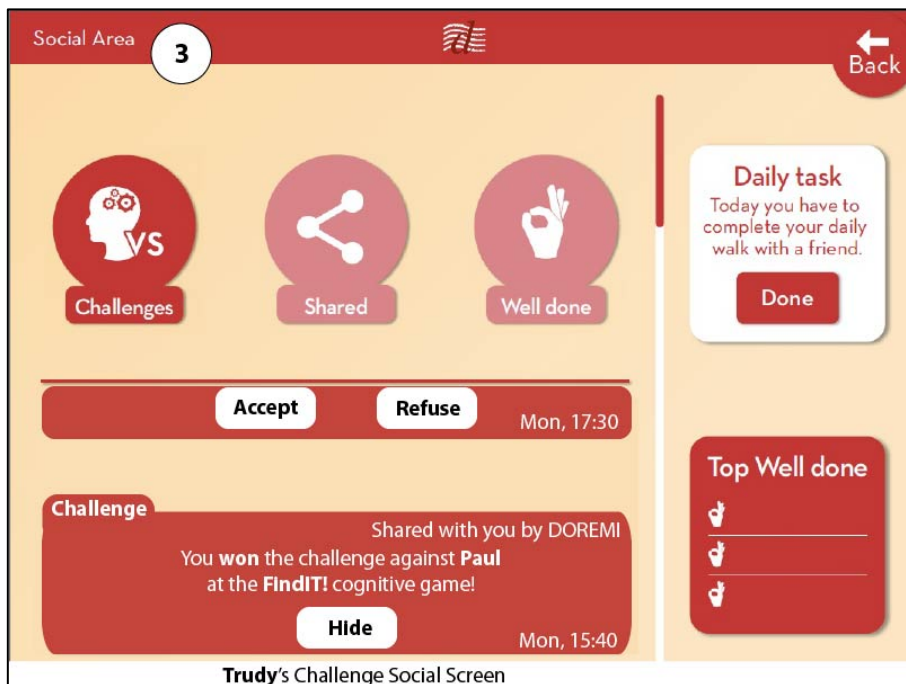 Social Area
3
Back
VS
Challenges
Shared
Well done
Daily task
Today you have to
complete your daily
walk with a friend.
Done
Accept
Refuse
Mon, 17:30
Challenge
Shared with you by DOREMI
You won the challenge against Paul
at the FindIT! cognitive game!
Hide
Mon, 15:40
Top Well done
Trudy's Challenge Social Screen